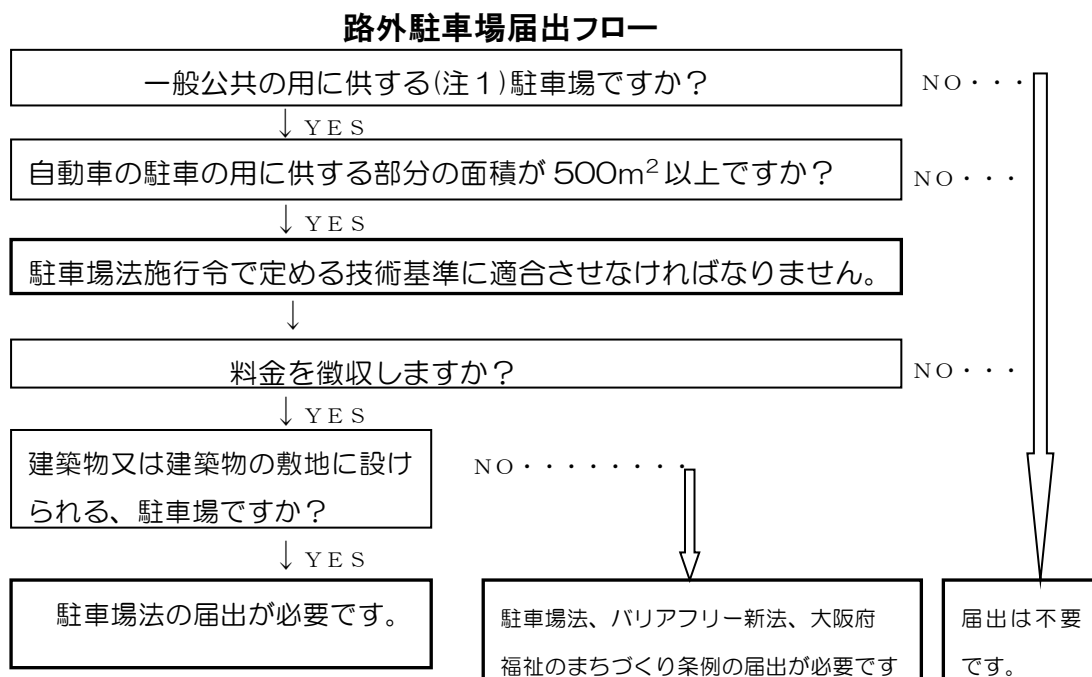 路外駐車場届出フロー
一般公共の用に供する(注1)駐車場ですか?
NO・・・
↓ YES
自動車の駐車の用に供する部分の面積が 500m²以上ですか?
NO・・・
↓ YES
駐車場法施行令で定める技術基準に適合させなければなりません。
↓
料金を徴収しますか?
NO・・・
↓ YES
建築物又は建築物の敷地に設け
られる、駐車場ですか?
NO・・・・・・・・
↓ YES
駐車場法の届出が必要です。
駐車場法、バリアフリー新法、大阪府
福祉のまちづくり条例の届出が必要です
届出は不要
です。